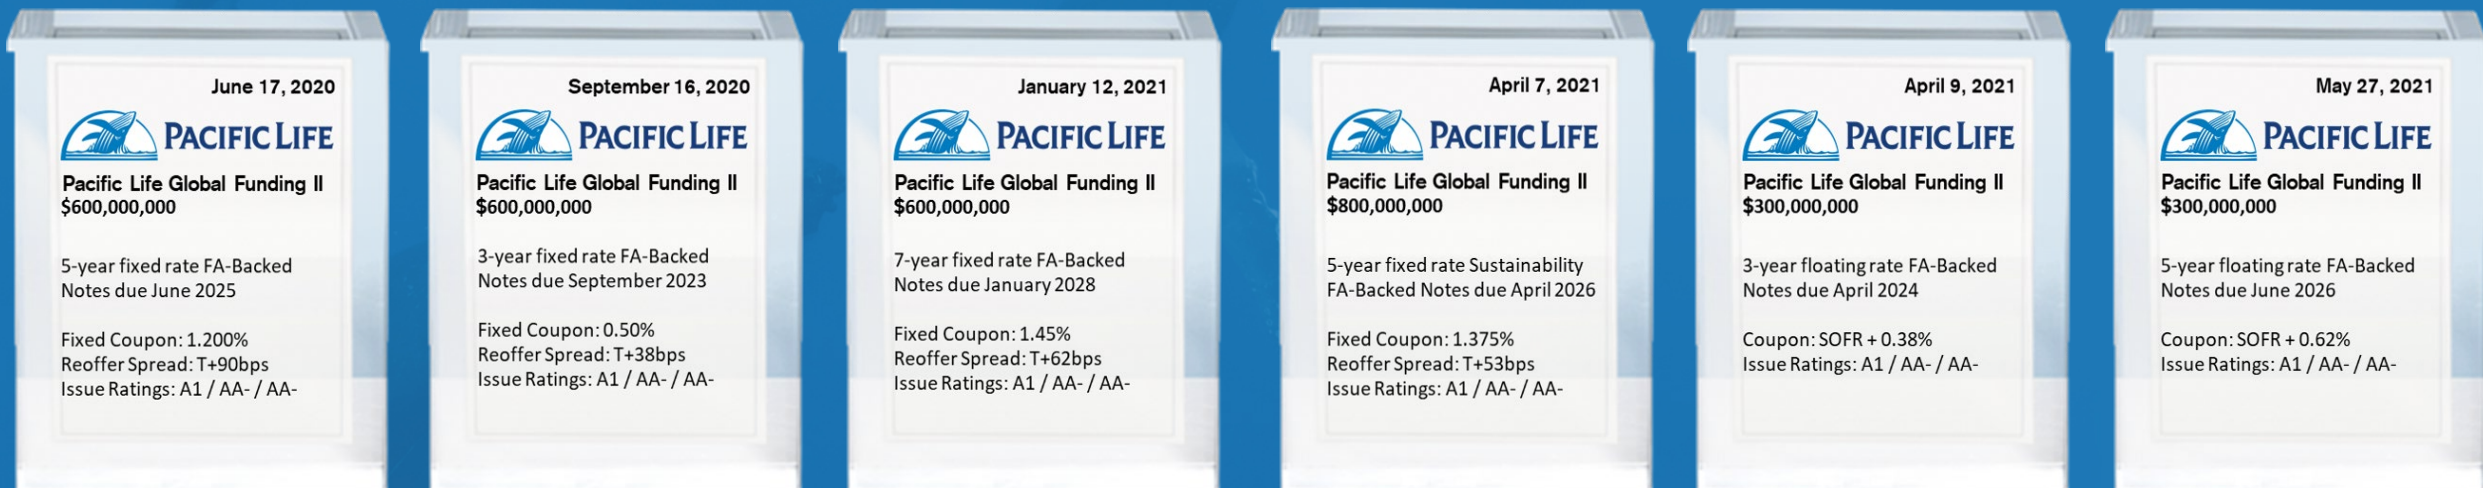 June 17, 2020
PACIFIC LIFE
Pacific Life Global Funding II
$600,000,000
5-year fixed rate FA-Backed
Notes due June 2025
Fixed Coupon: 1.200%
Reoffer Spread: T+90bps
Issue Ratings: A1 / AA- / AA-
September 16, 2020
PACIFIC LIFE
Pacific Life Global Funding II
$600,000,000
3-year fixed rate FA-Backed
Notes due September 2023
Fixed Coupon: 0.50%
Reoffer Spread: T+38bps
Issue Ratings: A1 / AA- / AA-
January 12, 2021
PACIFIC LIFE
Pacific Life Global Funding II
$600,000,000
7-year fixed rate FA-Backed
Notes due January 2028
Fixed Coupon: 1.45%
Reoffer Spread: T+62bps
Issue Ratings: A1 / AA- / AA-
April 7, 2021
PACIFIC LIFE
Pacific Life Global Funding II
$800,000,000
5-year fixed rate Sustainability
FA-Backed Notes due April 2026
Fixed Coupon: 1.375%
Reoffer Spread: T+53bps
Issue Ratings: A1 / AA- / AA-
April 9, 2021
PACIFIC LIFE
Pacific Life Global Funding II
$300,000,000
3-year floating rate FA-Backed
Notes due April 2024
Coupon: SOFR + 0.38%
Issue Ratings: A1 / AA- / AA-
May 27, 2021
PACIFIC LIFE
Pacific Life Global Funding II
$300,000,000
5-year floating rate FA-Backed
Notes due June 2026
Coupon: SOFR + 0.62%
Issue Ratings: A1 / AA- / AA-